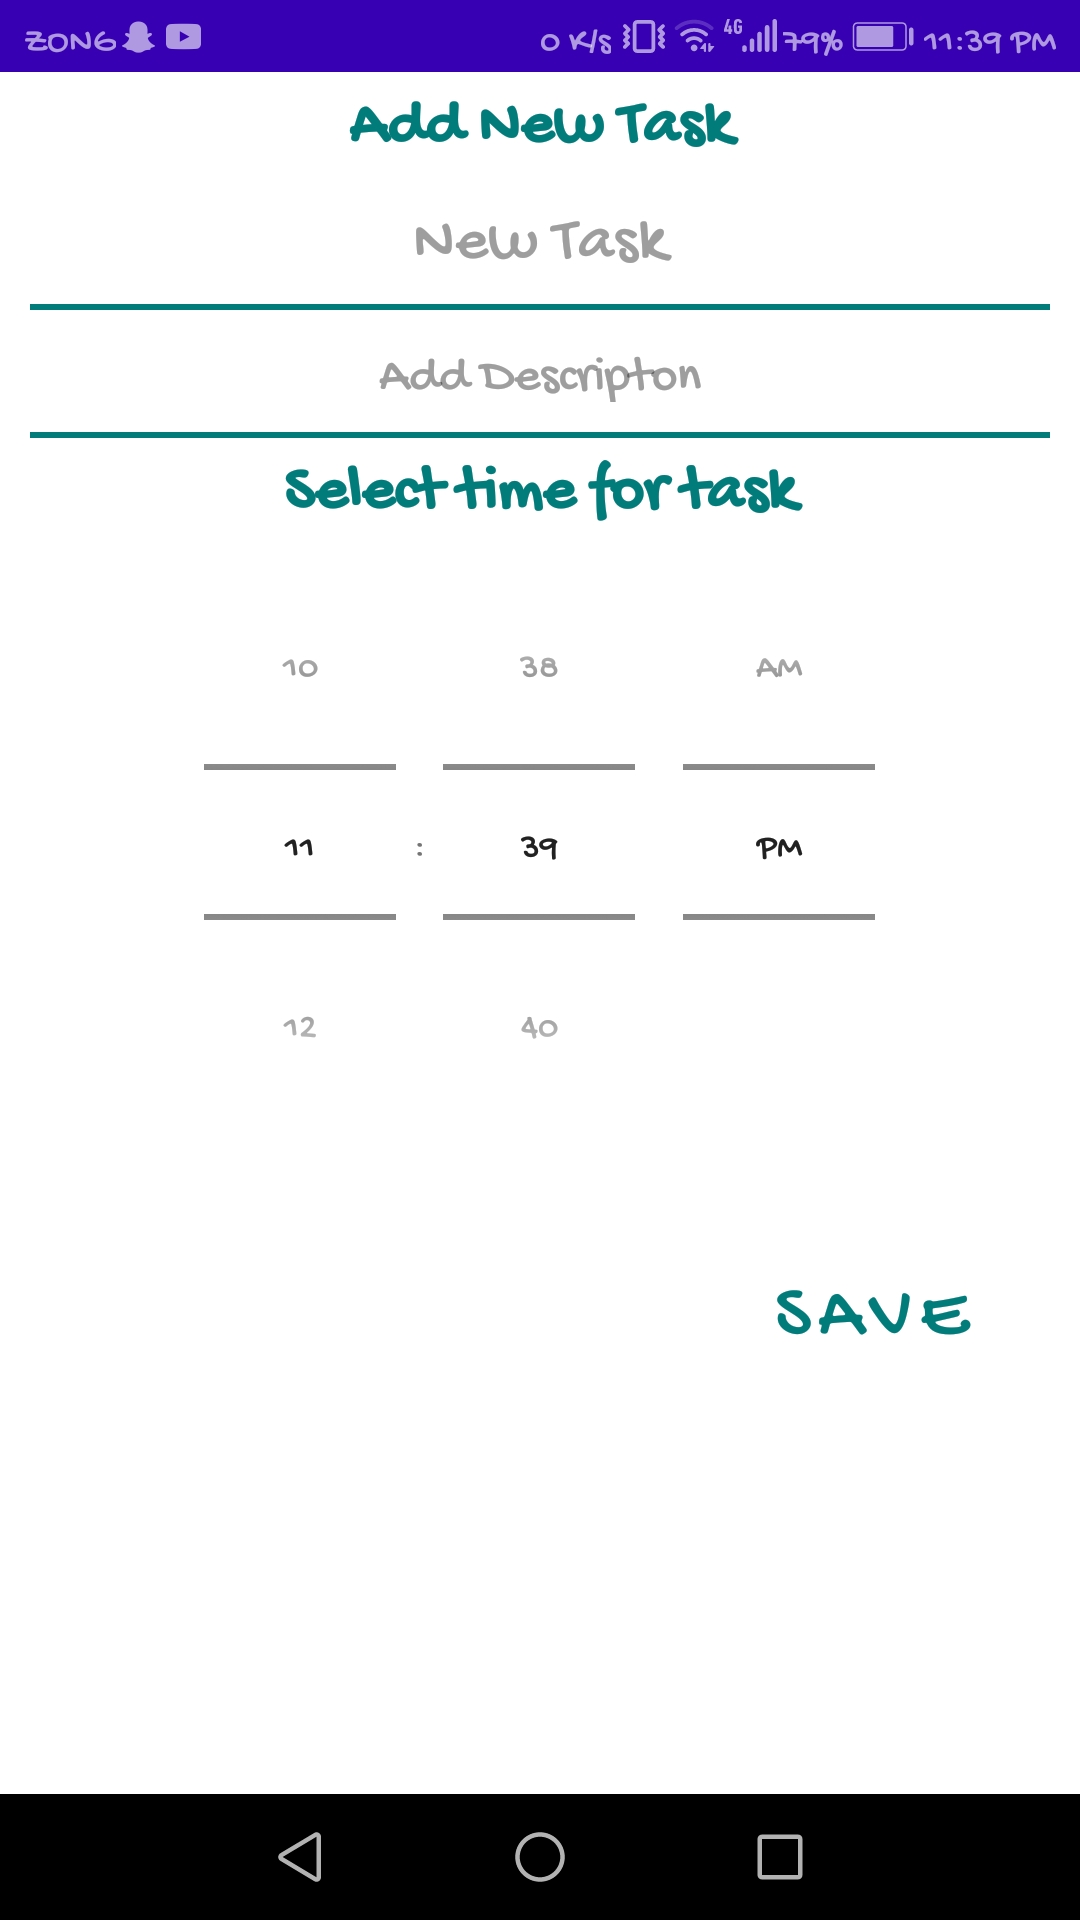 ZONG 0 K/s 4G 79% 11:39 PM
Add New Task
New Task
Add Descripton
Select time for task
10 38 AM
11 : 39 PM
12 40
SAVE